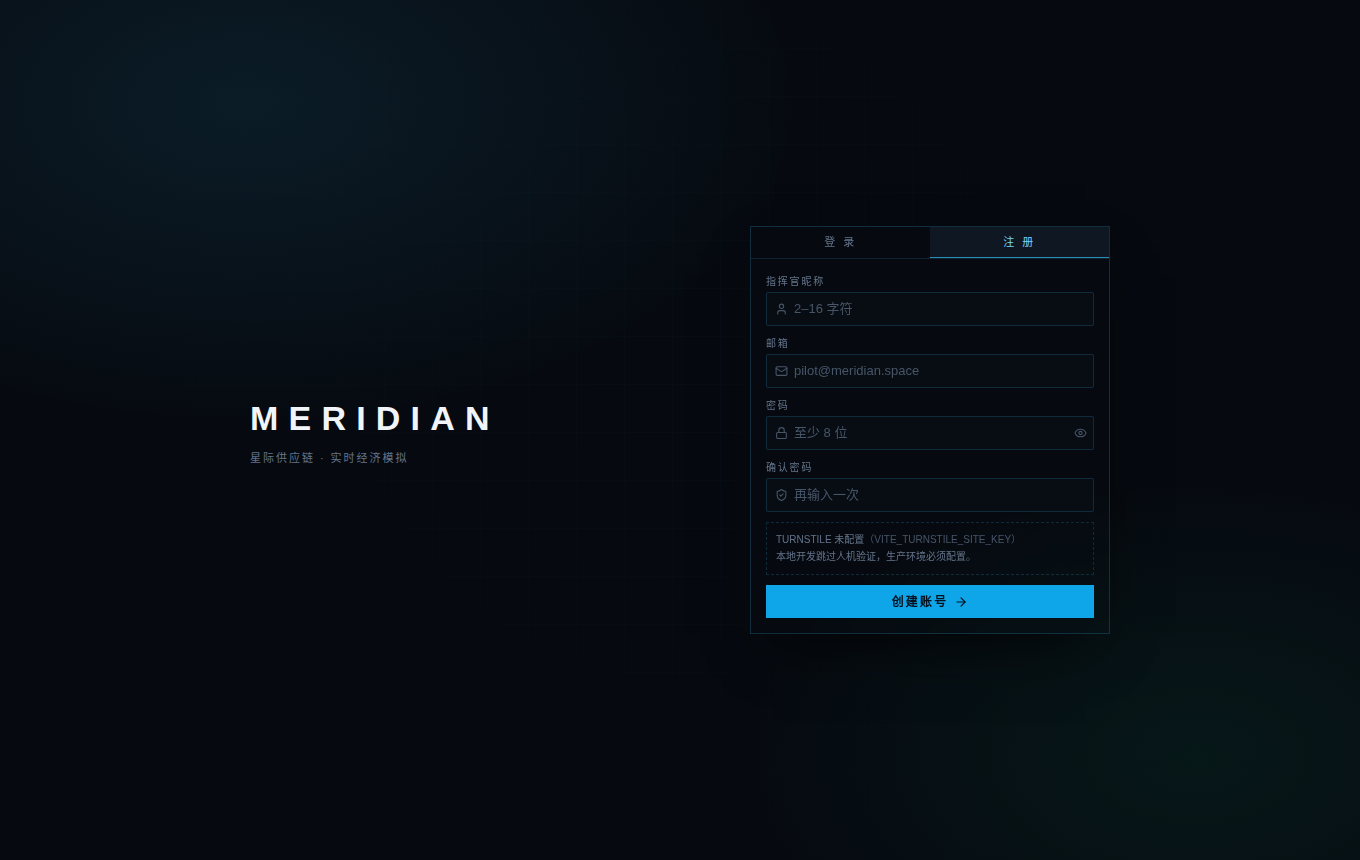 MERIDIAN
星际供应链 · 实时经济模拟
登 录
注 册
指挥官昵称
2–16 字符
邮箱
pilot@meridian.space
密码
至少 8 位
确认密码
再输入一次
TURNSTILE 未配置（VITE_TURNSTILE_SITE_KEY）
本地开发跳过人机验证，生产环境必须配置。
创建账号 →